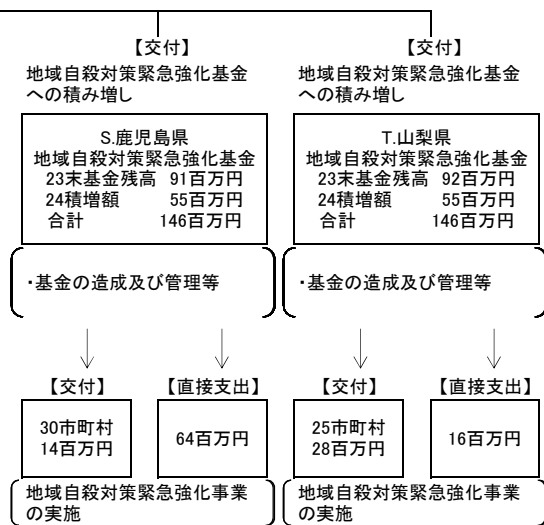 【交付】
地域自殺対策緊急強化基金
への積み増し
S.鹿児島県
地域自殺対策緊急強化基金
23末基金残高 91百万円
24積増額 55百万円
合計 146百万円
・基金の造成及び管理等
【交付】
30市町村
14百万円
【直接支出】
64百万円
地域自殺対策緊急強化事業
の実施
【交付】
地域自殺対策緊急強化基金
への積み増し
T.山梨県
地域自殺対策緊急強化基金
23末基金残高 92百万円
24積増額 55百万円
合計 146百万円
・基金の造成及び管理等
【交付】
25市町村
28百万円
【直接支出】
16百万円
地域自殺対策緊急強化事業
の実施